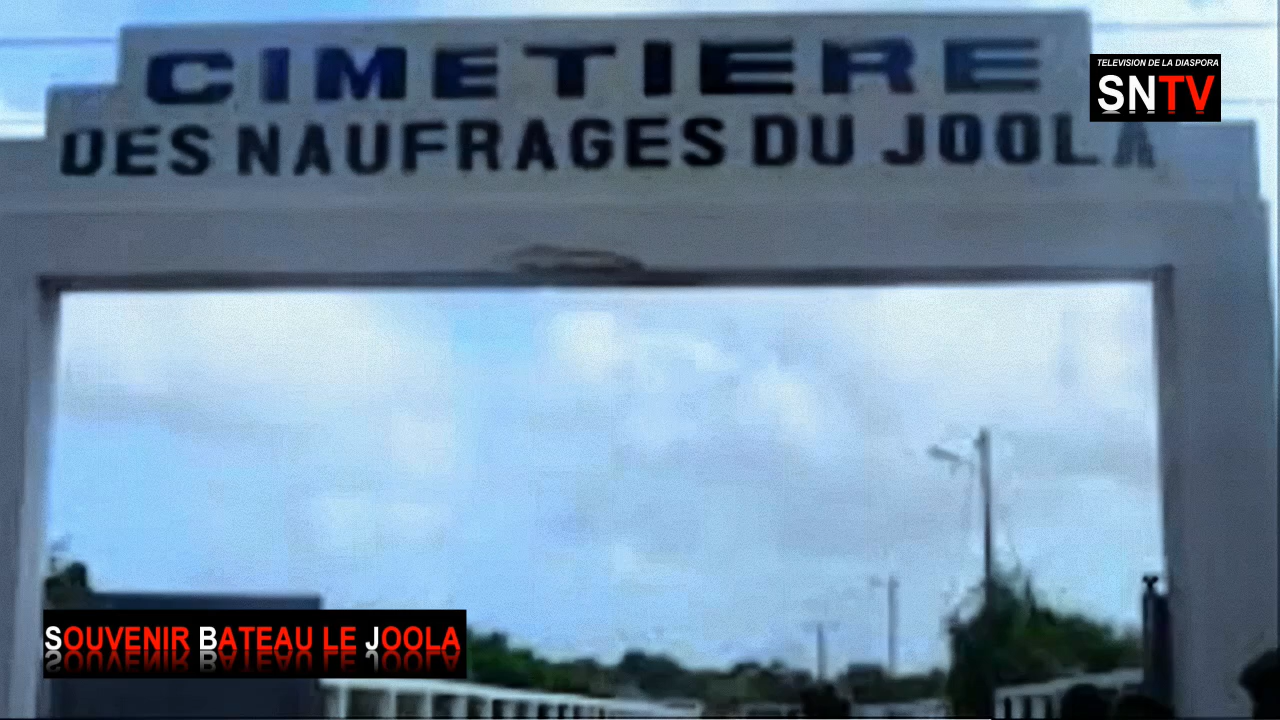 CIMETIERE
DES NAUFRAGES DU JOOLA
TELEVISION DE LA DIASPORA
SNTV
SOUVENIR BATEAU LE JOOLA